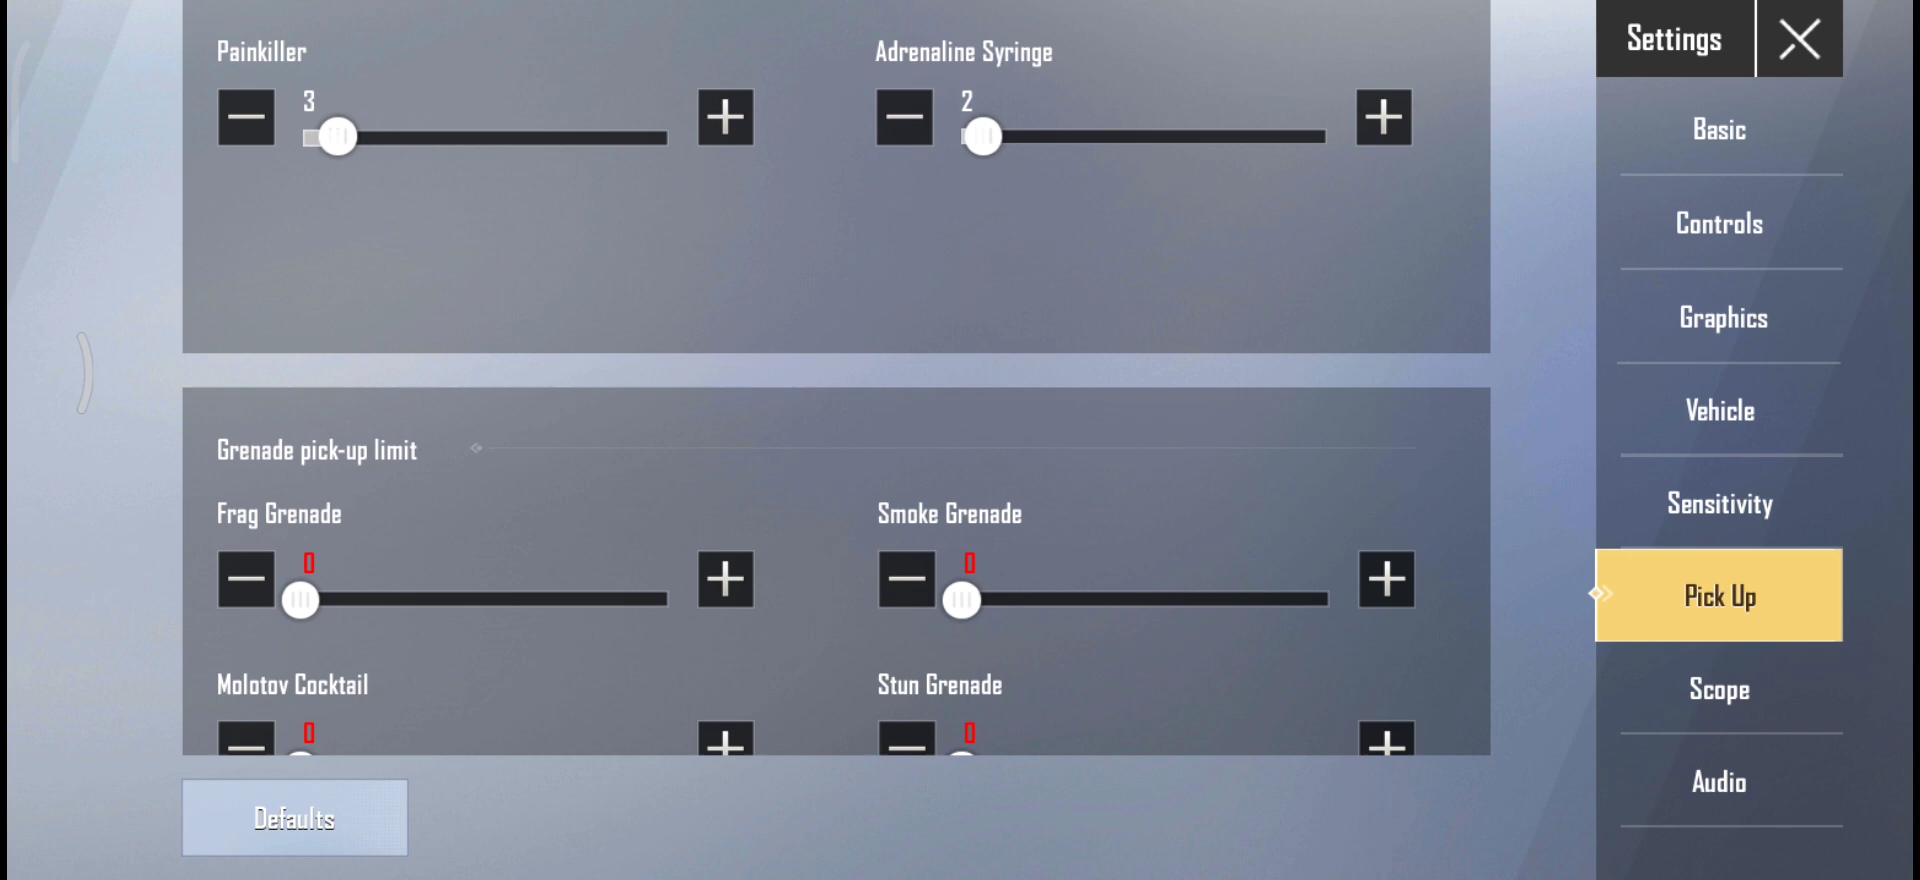 Painkiller
3
Adrenaline Syringe
2
Grenade pick-up limit
Frag Grenade
0
Smoke Grenade
0
Molotov Cocktail
0
Stun Grenade
0
Defaults
Settings
Basic
Controls
Graphics
Vehicle
Sensitivity
Pick Up
Scope
Audio